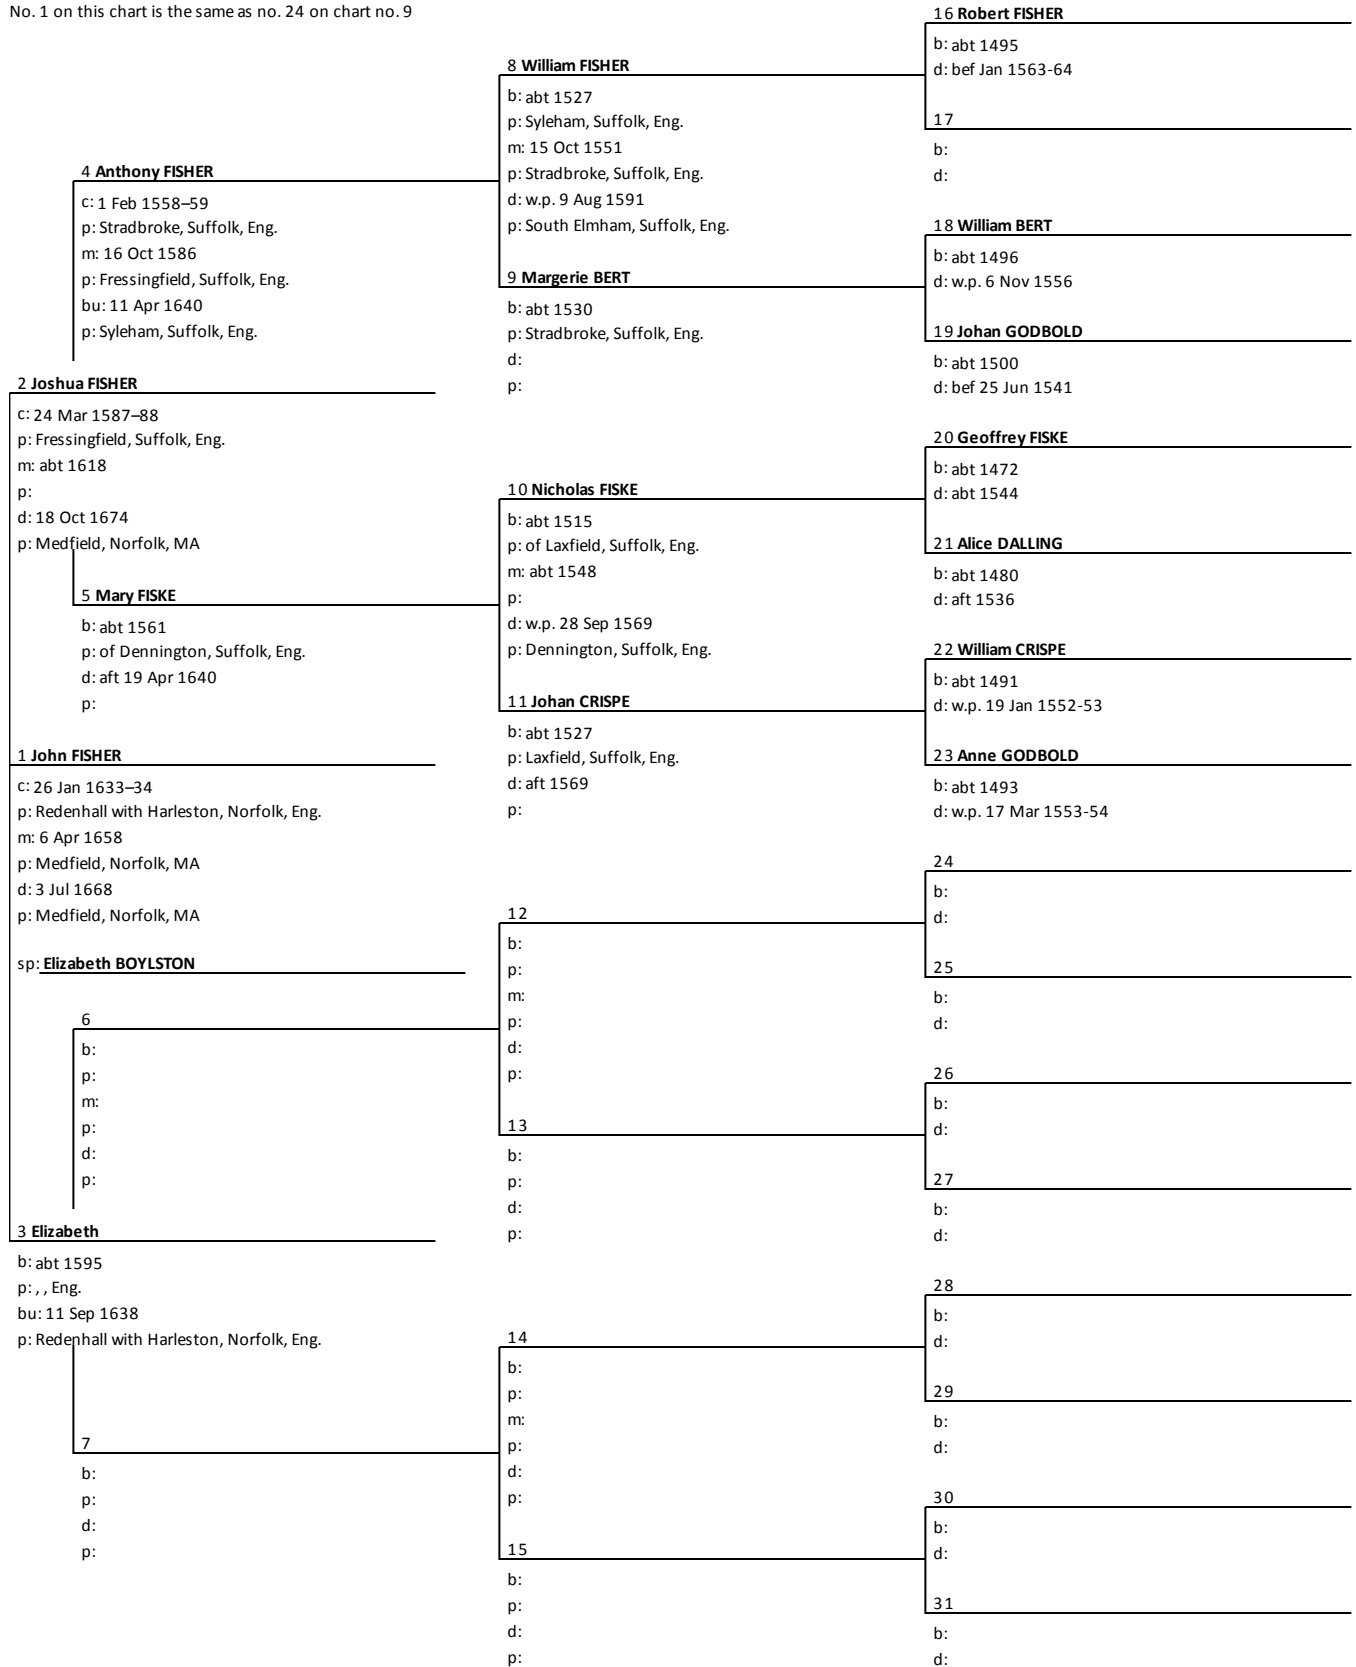 No. 1 on this chart is the same as no. 24 on chart no. 9
4 Anthony FISHER
c: 1 Feb 1558–59
p: Stradbroke, Suffolk, Eng.
m: 16 Oct 1586
p: Fressingfield, Suffolk, Eng.
bu: 11 Apr 1640
p: Syleham, Suffolk, Eng.
2 Joshua FISHER
c: 24 Mar 1587–88
p: Fressingfield, Suffolk, Eng.
m: abt 1618
p:
d: 18 Oct 1674
p: Medfield, Norfolk, MA
5 Mary FISKE
b: abt 1561
p: of Dennington, Suffolk, Eng.
d: aft 19 Apr 1640
p:
1 John FISHER
c: 26 Jan 1633–34
p: Redenhall with Harleston, Norfolk, Eng.
m: 6 Apr 1658
p: Medfield, Norfolk, MA
d: 3 Jul 1668
p: Medfield, Norfolk, MA
sp: Elizabeth BOYLSTON
6
b:
p:
m:
p:
d:
p:
3 Elizabeth
b: abt 1595
p: , , Eng.
bu: 11 Sep 1638
p: Redenhall with Harleston, Norfolk, Eng.
7
b:
p:
d:
p:
8 William FISHER
b: abt 1527
p: Syleham, Suffolk, Eng.
m: 15 Oct 1551
p: Stradbroke, Suffolk, Eng.
d: w.p. 9 Aug 1591
p: South Elmham, Suffolk, Eng.
9 Margerie BERT
b: abt 1530
p: Stradbroke, Suffolk, Eng.
d:
p:
10 Nicholas FISKE
b: abt 1515
p: of Laxfield, Suffolk, Eng.
m: abt 1548
p:
d: w.p. 28 Sep 1569
p: Dennington, Suffolk, Eng.
11 Johan CRISPE
b: abt 1527
p: Laxfield, Suffolk, Eng.
d: aft 1569
p:
12
b:
p:
m:
p:
d:
p:
13
b:
p:
d:
p:
14
b:
p:
m:
p:
d:
p:
15
b:
p:
d:
p:
16 Robert FISHER
b: abt 1495
d: bef Jan 1563-64
17
b:
d:
18 William BERT
b: abt 1496
d: w.p. 6 Nov 1556
19 Johan GODBOLD
b: abt 1500
d: bef 25 Jun 1541
20 Geoffrey FISKE
b: abt 1472
d: abt 1544
21 Alice DALLING
b: abt 1480
d: aft 1536
22 William CRISPE
b: abt 1491
d: w.p. 19 Jan 1552-53
23 Anne GODBOLD
b: abt 1493
d: w.p. 17 Mar 1553-54
24
b:
d:
25
b:
d:
26
b:
d:
27
b:
d:
28
b:
d:
29
b:
d:
30
b:
d:
31
b:
d: